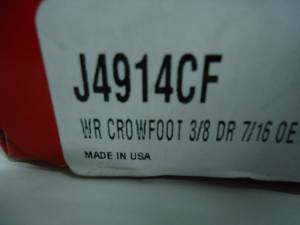 J4914CF
WR CROWFOOT 3/8 DR 7/16 OE
MADE IN USA